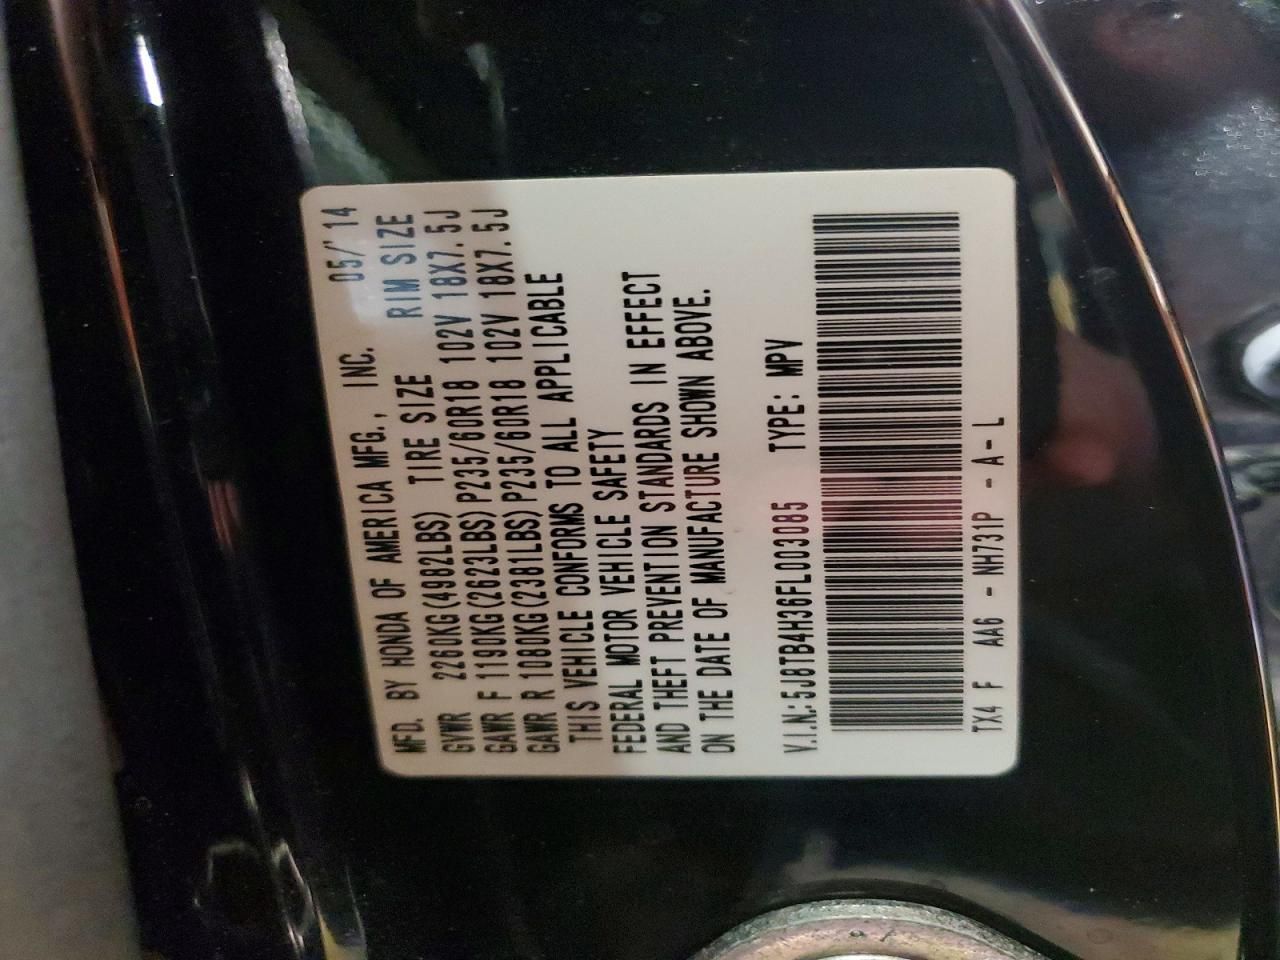 MFD. BY HONDA OF AMERICA MFG., INC. 05/'14
GVWR 2260KG(4982LBS) TIRE SIZE RIM SIZE
GAWR F 1190KG(2623LBS) P235/60R18 102V 18X7.5J
GAWR R 1080KG(2381LBS) P235/60R18 102V 18X7.5J
THIS VEHICLE CONFORMS TO ALL APPLICABLE
FEDERAL MOTOR VEHICLE SAFETY
AND THEFT PREVENTION STANDARDS IN EFFECT
ON THE DATE OF MANUFACTURE SHOWN ABOVE.
V.I.N.:5J8TB4H36FL003085 TYPE: MPV
TX4 F AA6 - NH731P - A - L